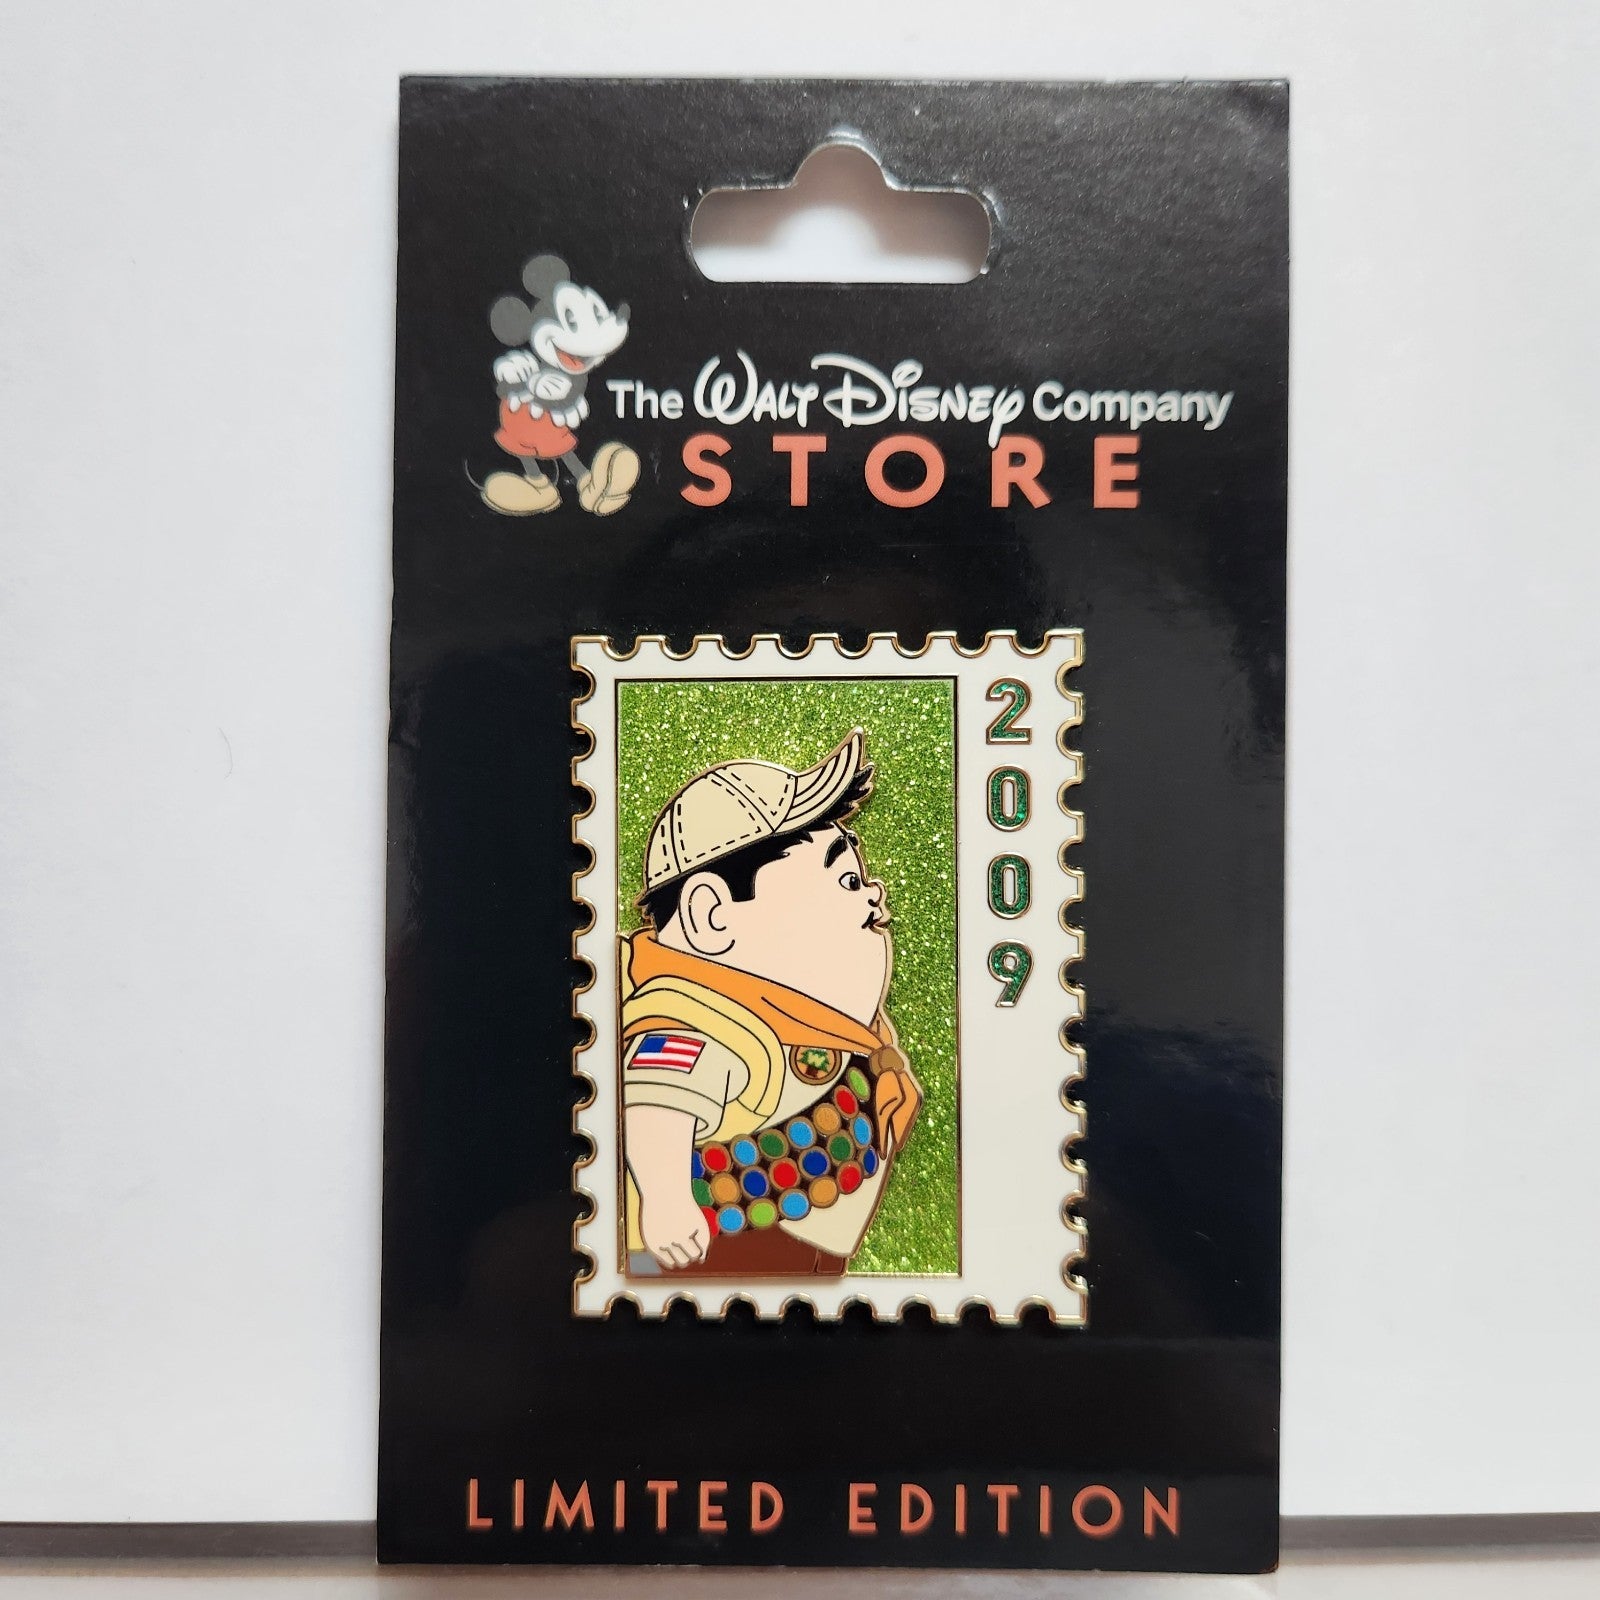 The WALT DISNEY Company
STORE
2009
LIMITED EDITION